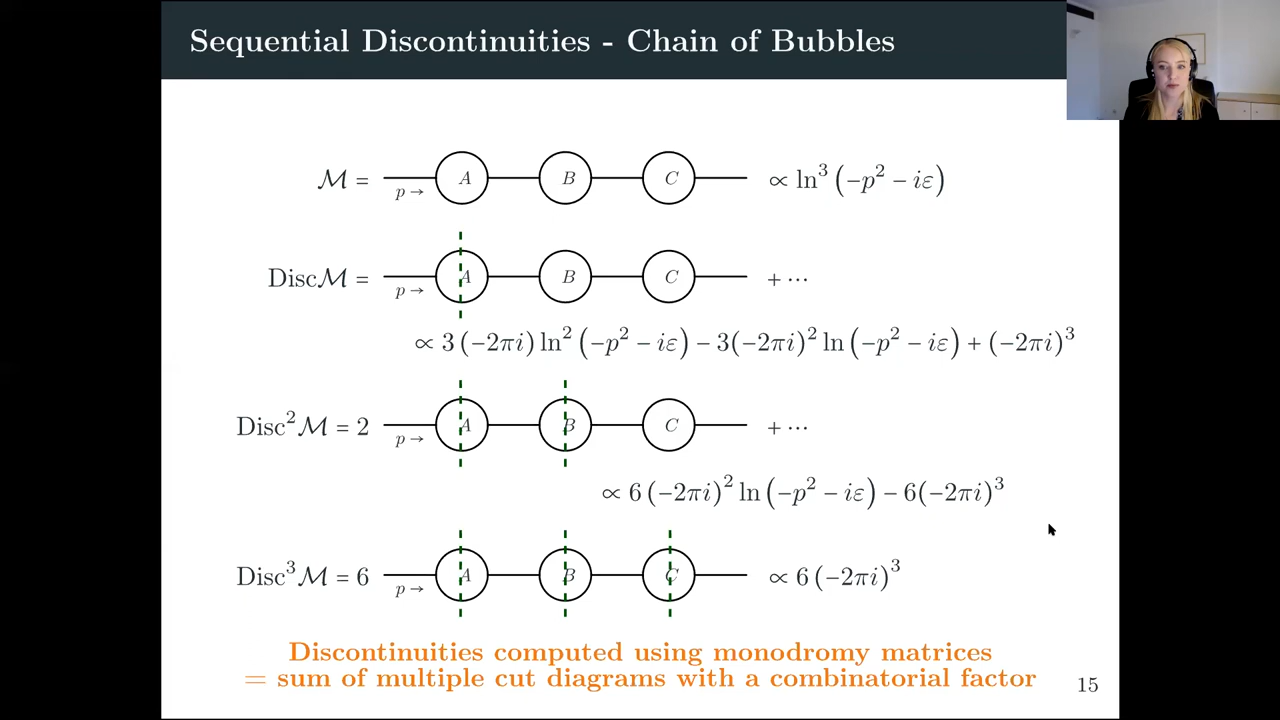 Sequential Discontinuities - Chain of Bubbles
ℳ = p → A B C ∝ ln³ (−p² − iε)
Discℳ = p → A B C + ⋯
∝ 3 (−2πi) ln² (−p² − iε) − 3(−2πi)² ln (−p² − iε) + (−2πi)³
Disc²ℳ = 2 p → A B C + ⋯
∝ 6 (−2πi)² ln (−p² − iε) − 6(−2πi)³
Disc³ℳ = 6 p → A B C ∝ 6 (−2πi)³
Discontinuities computed using monodromy matrices
= sum of multiple cut diagrams with a combinatorial factor
15